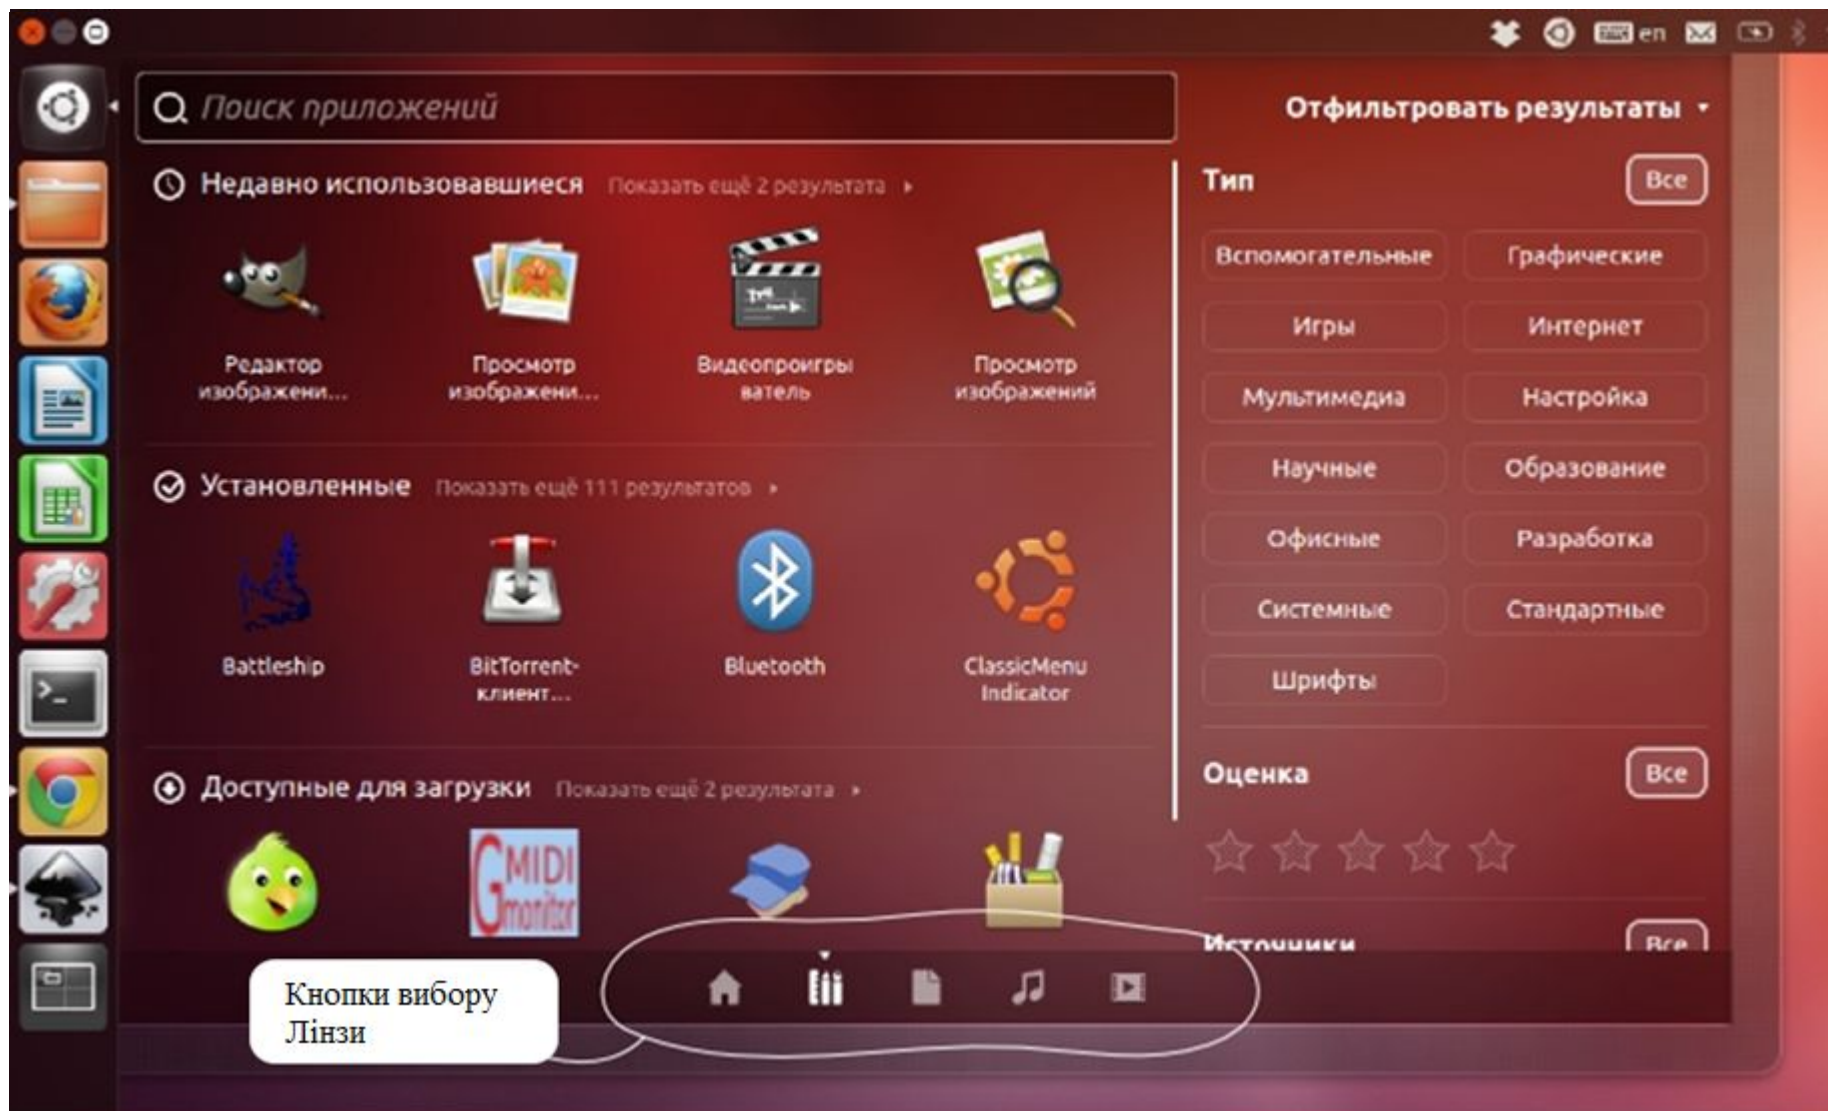 en
Поиск приложений
Отфильтровать результаты
Недавно использовавшиеся Показать ещё 2 результата
Редактор
изображени...
Просмотр
изображени...
Видеопроигры
ватель
Просмотр
изображений
Установленные Показать ещё 111 результатов
Battleship
BitTorrent-
клиент...
Bluetooth
ClassicMenu
Indicator
Доступные для загрузки Показать ещё 2 результата
GMIDI
monitor
Тип Все
Вспомогательные Графические
Игры Интернет
Мультимедиа Настройка
Научные Образование
Офисные Разработка
Системные Стандартные
Шрифты
Оценка Все
Источники Все
Кнопки вибору
Лінзи